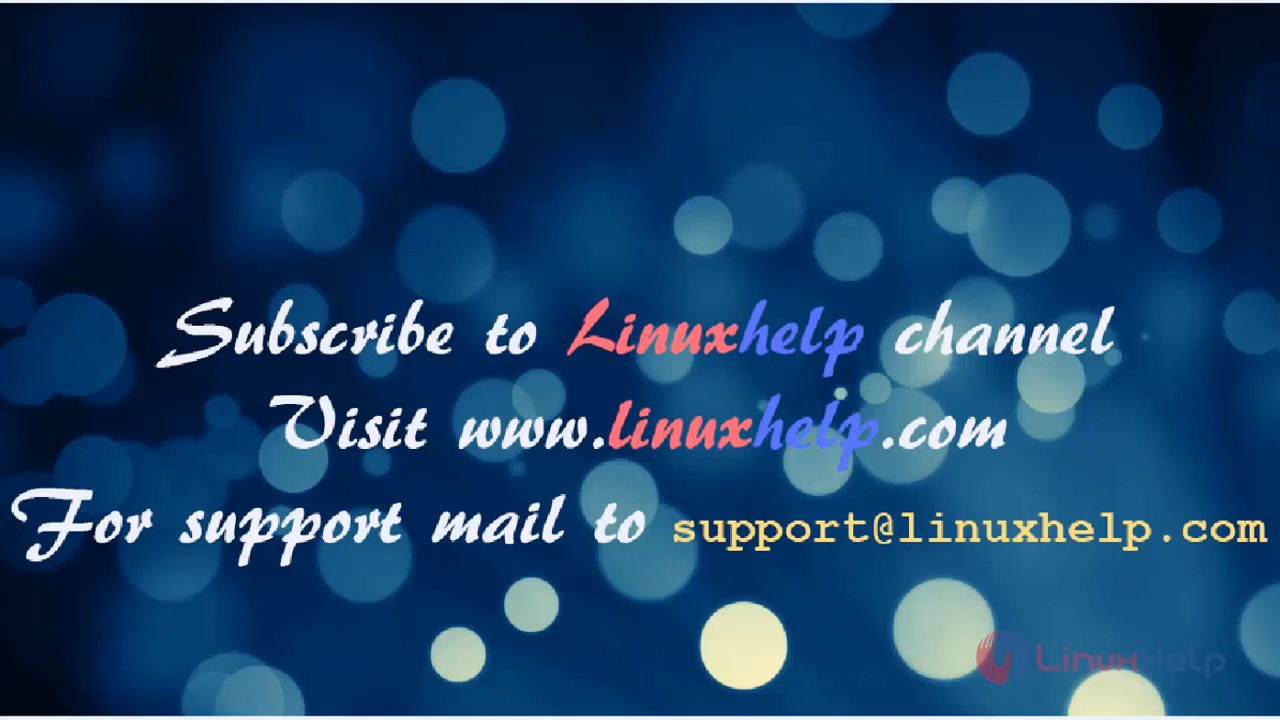 Subscribe to Linuxhelp channel
Visit www.linuxhelp.com
For support mail to support@linuxhelp.com
LinuxHelp